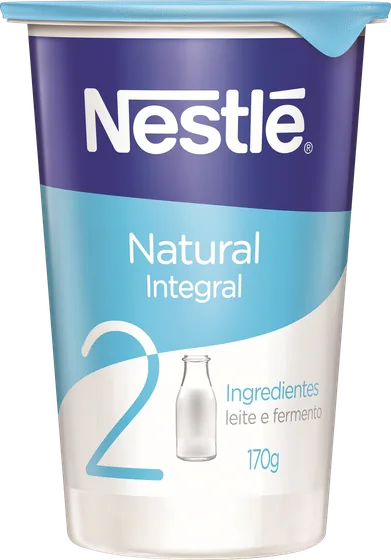 Nestlé®
Natural
Integral
2
Ingredientes
leite e fermento
170g